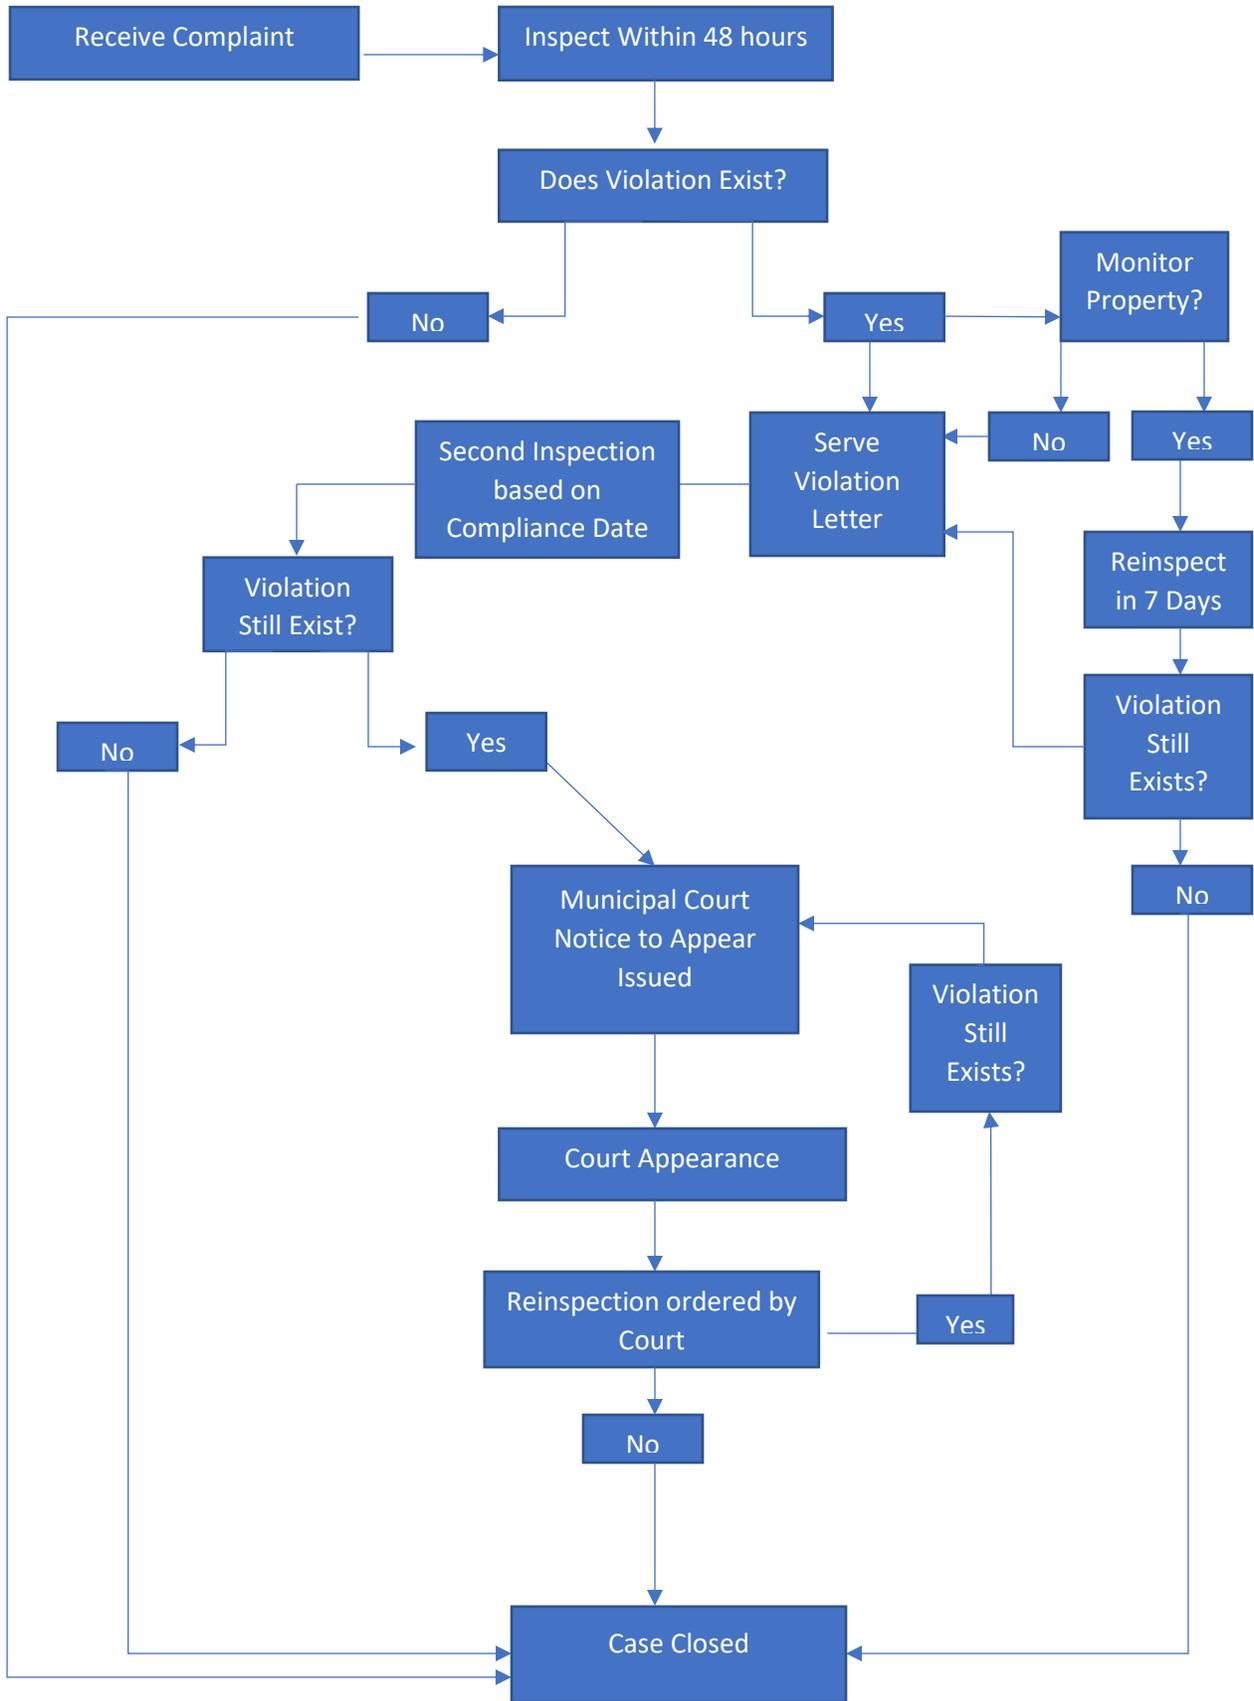 Receive Complaint
Inspect Within 48 hours
Does Violation Exist?
Monitor
Property?
No
Yes
Second Inspection
based on
Compliance Date
Serve
Violation
Letter
No
Yes
Reinspect
in 7 Days
Violation
Still Exist?
Violation
Still
Exists?
No
Yes
No
Municipal Court
Notice to Appear
Issued
Violation
Still
Exists?
Court Appearance
Reinspection ordered by
Court
Yes
No
Case Closed